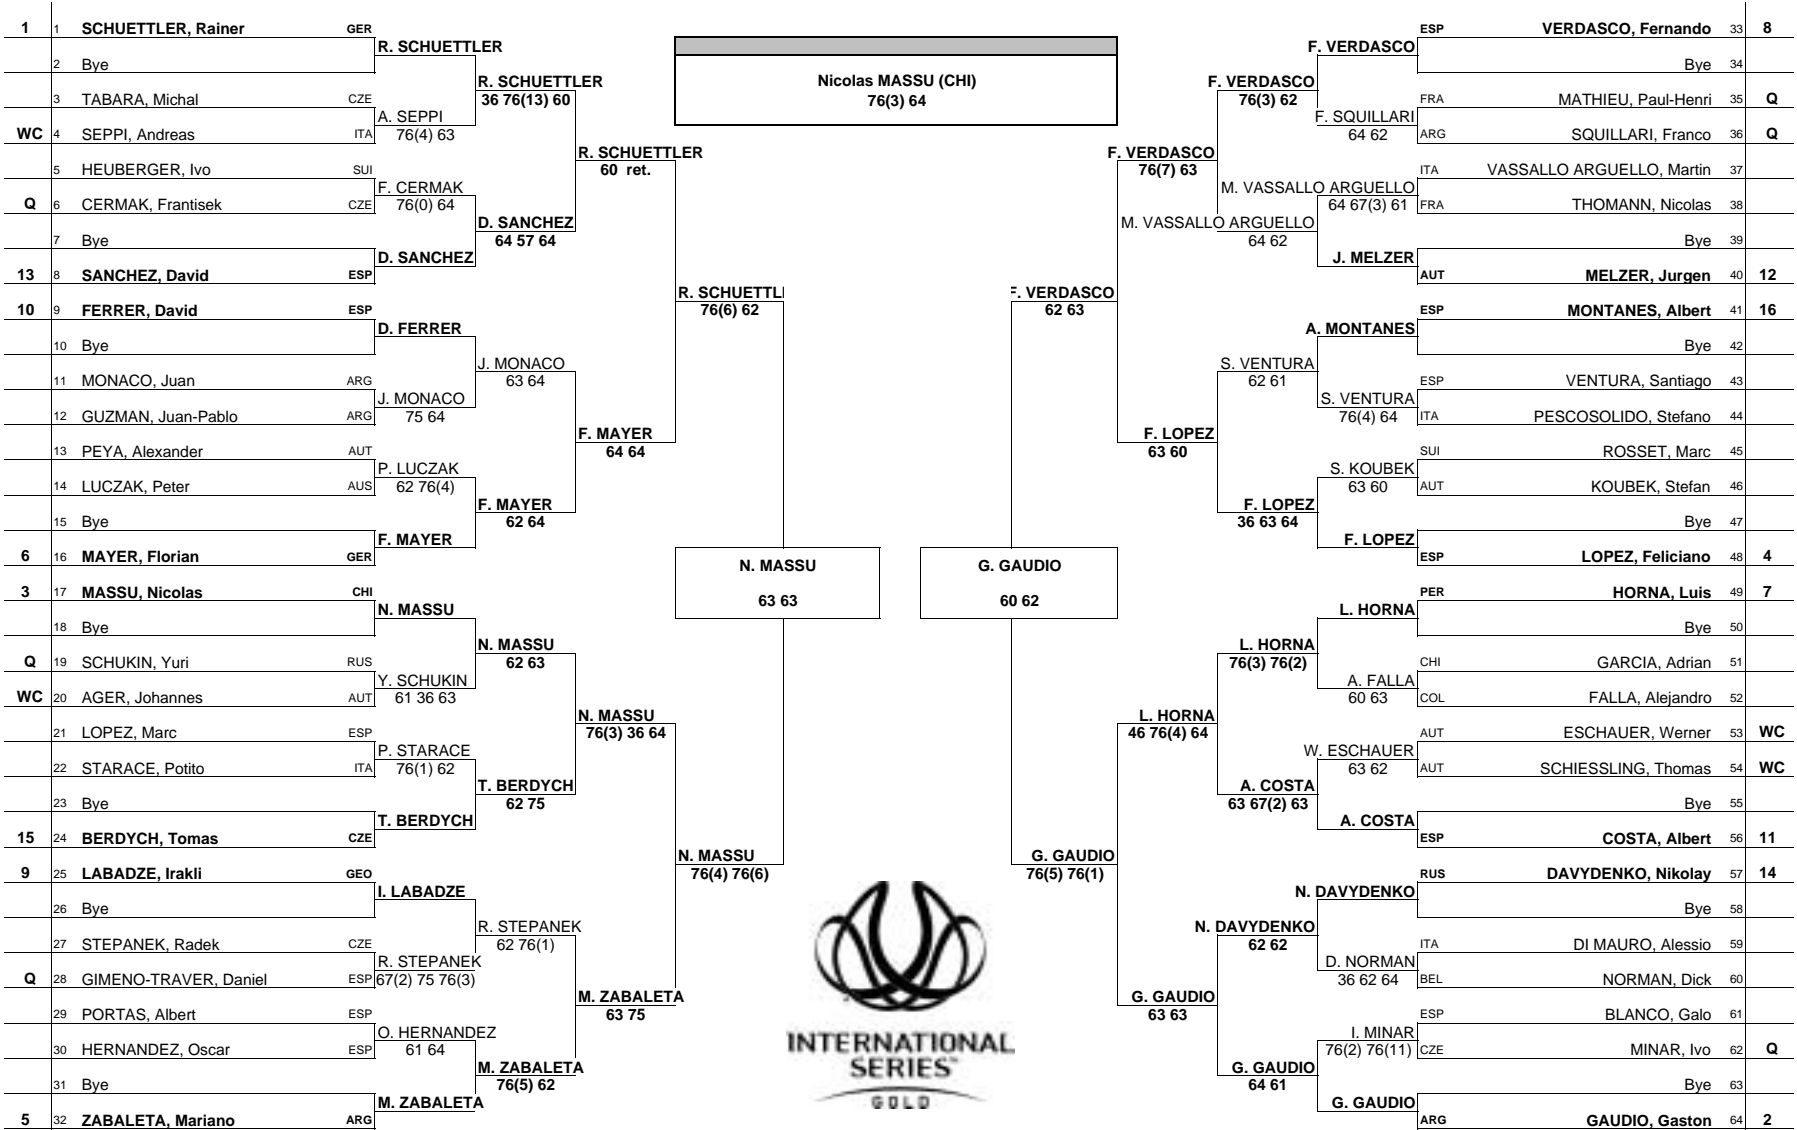 1 1 SCHUETTLER, Rainer GER
2 Bye
3 TABARA, Michal CZE
WC 4 SEPPI, Andreas ITA
5 HEUBERGER, Ivo SUI
Q 6 CERMAK, Frantisek CZE
7 Bye
13 8 SANCHEZ, David ESP
10 9 FERRER, David ESP
10 Bye
11 MONACO, Juan ARG
12 GUZMAN, Juan-Pablo ARG
13 PEYA, Alexander AUT
14 LUCZAK, Peter AUS
15 Bye
6 16 MAYER, Florian GER
3 17 MASSU, Nicolas CHI
18 Bye
Q 19 SCHUKIN, Yuri RUS
WC 20 AGER, Johannes AUT
21 LOPEZ, Marc ESP
22 STARACE, Potito ITA
23 Bye
15 24 BERDYCH, Tomas CZE
9 25 LABADZE, Irakli GEO
26 Bye
27 STEPANEK, Radek CZE
Q 28 GIMENO-TRAVER, Daniel ESP
29 PORTAS, Albert ESP
30 HERNANDEZ, Oscar ESP
31 Bye
5 32 ZABALETA, Mariano ARG
R. SCHUETTLER
A. SEPPI
76(4) 63
F. CERMAK
76(0) 64
D. SANCHEZ
D. FERRER
J. MONACO
75 64
P. LUCZAK
62 76(4)
F. MAYER
N. MASSU
Y. SCHUKIN
61 36 63
P. STARACE
76(1) 62
T. BERDYCH
I. LABADZE
R. STEPANEK
67(2) 75 76(3)
O. HERNANDEZ
61 64
M. ZABALETA
R. SCHUETTLER
36 76(13) 60
D. SANCHEZ
64 57 64
J. MONACO
63 64
F. MAYER
62 64
N. MASSU
62 63
T. BERDYCH
62 75
R. STEPANEK
62 76(1)
M. ZABALETA
76(5) 62
R. SCHUETTLER
60 ret.
F. MAYER
64 64
N. MASSU
76(3) 36 64
M. ZABALETA
63 75
R. SCHUETTL
76(6) 62
N. MASSU
76(4) 76(6)
N. MASSU
63 63
Nicolas MASSU (CHI)
76(3) 64
G. GAUDIO
60 62
INTERNATIONAL
SERIES
GOLD
F. VERDASCO
62 63
G. GAUDIO
76(5) 76(1)
F. VERDASCO
76(7) 63
F. LOPEZ
63 60
L. HORNA
46 76(4) 64
G. GAUDIO
63 63
F. VERDASCO
76(3) 62
M. VASSALLO ARGUELLO
64 62
S. VENTURA
62 61
F. LOPEZ
36 63 64
L. HORNA
76(3) 76(2)
A. COSTA
63 67(2) 63
N. DAVYDENKO
62 62
G. GAUDIO
64 61
F. VERDASCO
F. SQUILLARI
64 62
M. VASSALLO ARGUELLO
64 67(3) 61
J. MELZER
A. MONTANES
S. VENTURA
76(4) 64
S. KOUBEK
63 60
F. LOPEZ
L. HORNA
A. FALLA
60 63
W. ESCHAUER
63 62
A. COSTA
N. DAVYDENKO
D. NORMAN
36 62 64
I. MINAR
76(2) 76(11)
G. GAUDIO
ESP VERDASCO, Fernando 33 8
Bye 34
FRA MATHIEU, Paul-Henri 35 Q
ARG SQUILLARI, Franco 36 Q
ITA VASSALLO ARGUELLO, Martin 37
FRA THOMANN, Nicolas 38
Bye 39
AUT MELZER, Jurgen 40 12
ESP MONTANES, Albert 41 16
Bye 42
ESP VENTURA, Santiago 43
ITA PESCOSOLIDO, Stefano 44
SUI ROSSET, Marc 45
AUT KOUBEK, Stefan 46
Bye 47
ESP LOPEZ, Feliciano 48 4
PER HORNA, Luis 49 7
Bye 50
CHI GARCIA, Adrian 51
COL FALLA, Alejandro 52
AUT ESCHAUER, Werner 53 WC
AUT SCHIESSLING, Thomas 54 WC
Bye 55
ESP COSTA, Albert 56 11
RUS DAVYDENKO, Nikolay 57 14
Bye 58
ITA DI MAURO, Alessio 59
BEL NORMAN, Dick 60
ESP BLANCO, Galo 61
CZE MINAR, Ivo 62 Q
Bye 63
ARG GAUDIO, Gaston 64 2